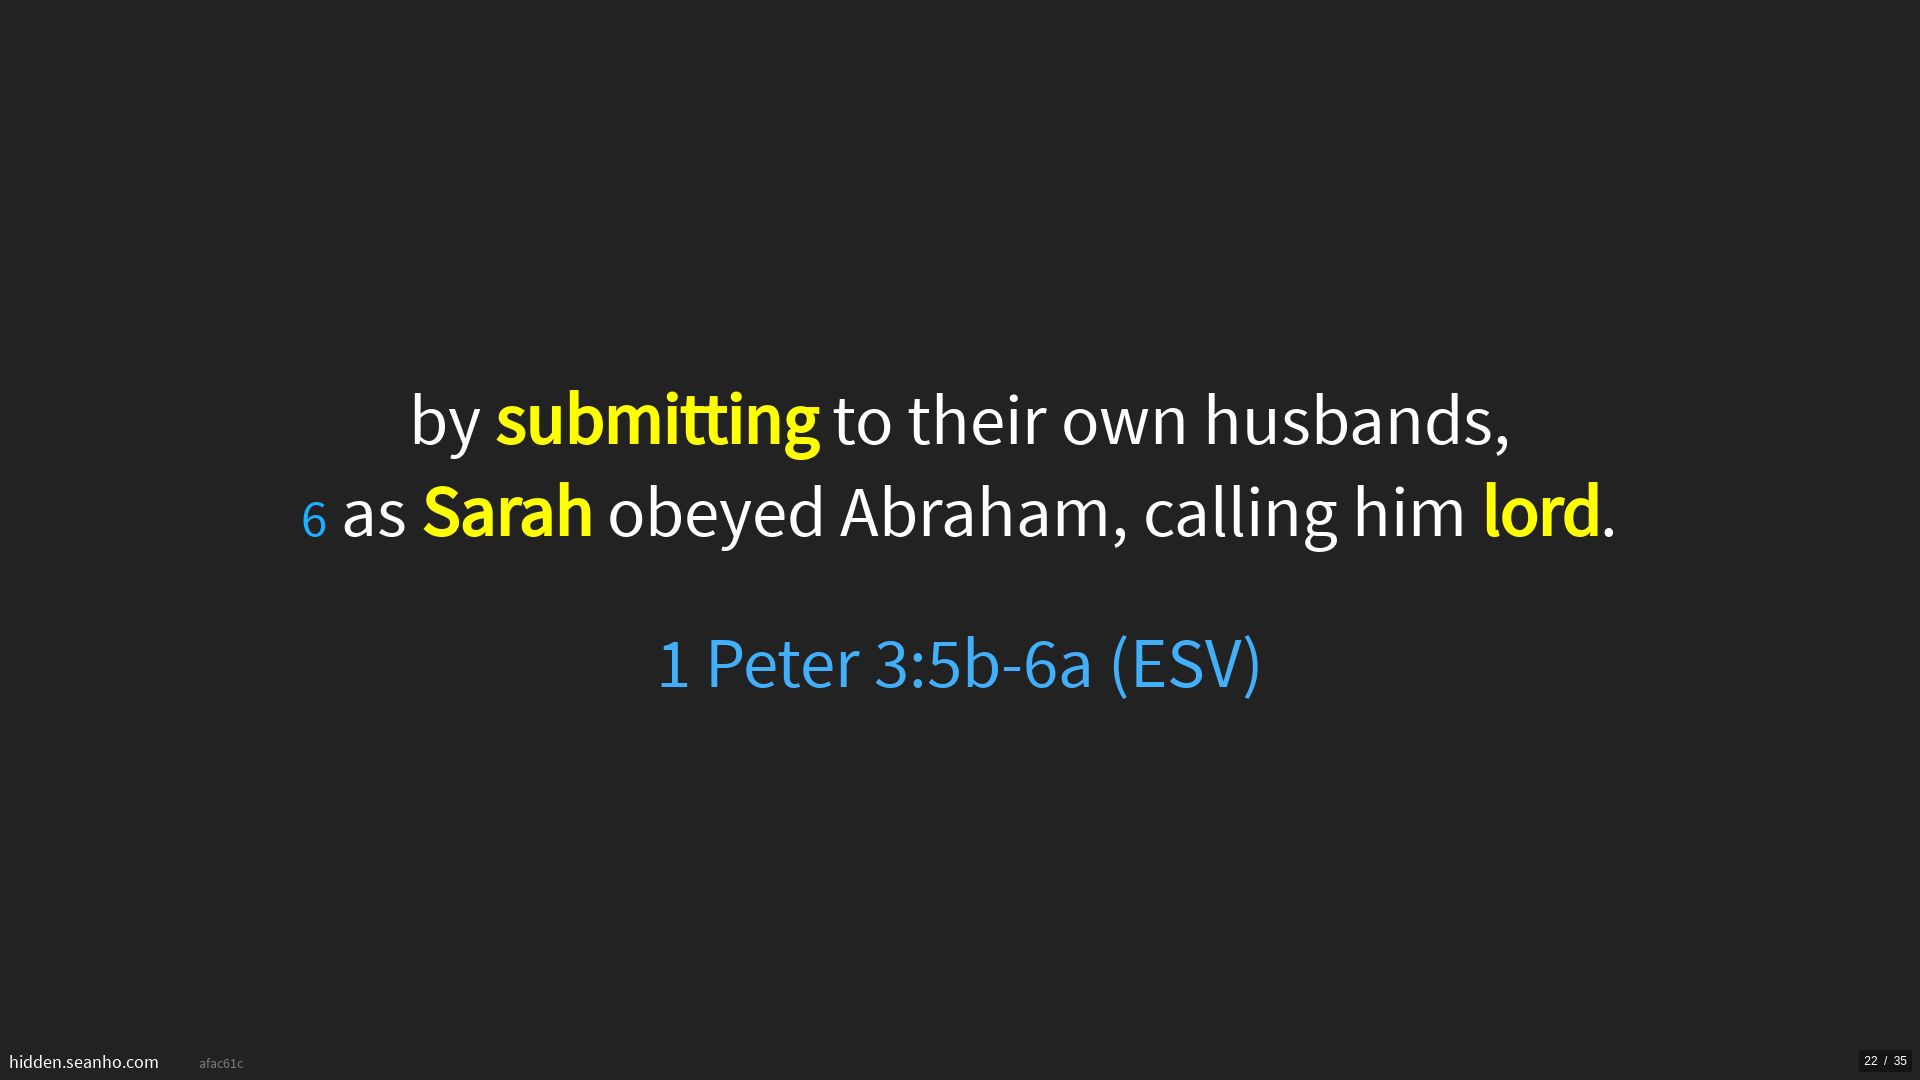 by submitting to their own husbands,
6 as Sarah obeyed Abraham, calling him lord.
1 Peter 3:5b-6a (ESV)
hidden.seanho.com afac61c 22 / 35